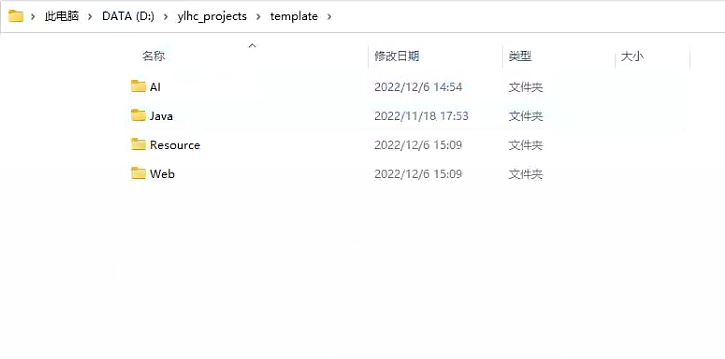 此电脑 > DATA (D:) > ylhc_projects > template >
名称 修改日期 类型 大小
AI 2022/12/6 14:54 文件夹
Java 2022/11/18 17:53 文件夹
Resource 2022/12/6 15:09 文件夹
Web 2022/12/6 15:09 文件夹